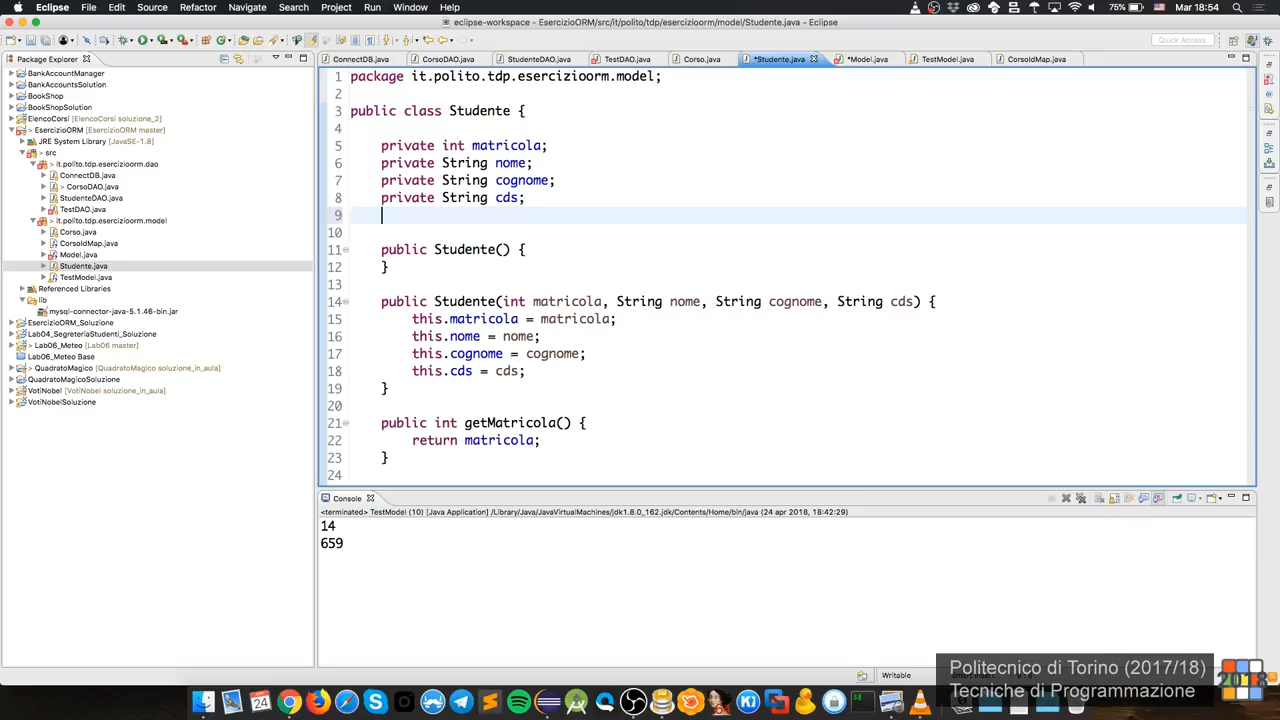 Eclipse File Edit Source Refactor Navigate Search Project Run Window Help 75% Mar 18:54
eclipse-workspace - EsercizioORM/src/it/polito/tdp/esercizioorm/model/Studente.java - Eclipse
Quick Access
Package Explorer
BankAccountManager
BankAccountsSolution
BookShop
BookShopSolution
ElencoCorsi [ElencoCorsi soluzione_2]
> EsercizioORM [EsercizioORM master]
JRE System Library [JavaSE-1.8]
> src
> it.polito.tdp.esercizioorm.dao
ConnectDB.java
> CorsoDAO.java
StudenteDAO.java
TestDAO.java
> it.polito.tdp.esercizioorm.model
Corso.java
CorsoIdMap.java
Model.java
Studente.java
TestModel.java
Referenced Libraries
lib
mysql-connector-java-5.1.46-bin.jar
EsercizioORM_Soluzione
Lab04_SegreteriaStudenti_Soluzione
> Lab06_Meteo [Lab06 master]
Lab06_Meteo Base
> QuadratoMagico [QuadratoMagico soluzione_in_aula]
QuadratoMagicoSoluzione
VotiNobel [VotiNobel soluzione_in_aula]
VotiNobelSoluzione
ConnectDB.java CorsoDAO.java StudenteDAO.java TestDAO.java Corso.java *Studente.java *Model.java TestModel.java CorsoIdMap.java
1 package it.polito.tdp.esercizioorm.model;
2
3 public class Studente {
4
5 private int matricola;
6 private String nome;
7 private String cognome;
8 private String cds;
9
10
11 public Studente() {
12 }
13
14 public Studente(int matricola, String nome, String cognome, String cds) {
15 this.matricola = matricola;
16 this.nome = nome;
17 this.cognome = cognome;
18 this.cds = cds;
19 }
20
21 public int getMatricola() {
22 return matricola;
23 }
24
Console
<terminated> TestModel (10) [Java Application] /Library/Java/JavaVirtualMachines/jdk1.8.0_162.jdk/Contents/Home/bin/java (24 apr 2018, 18:42:29)
14
659
Writable
Politecnico di Torino (2017/18)
Tecniche di Programmazione
2018